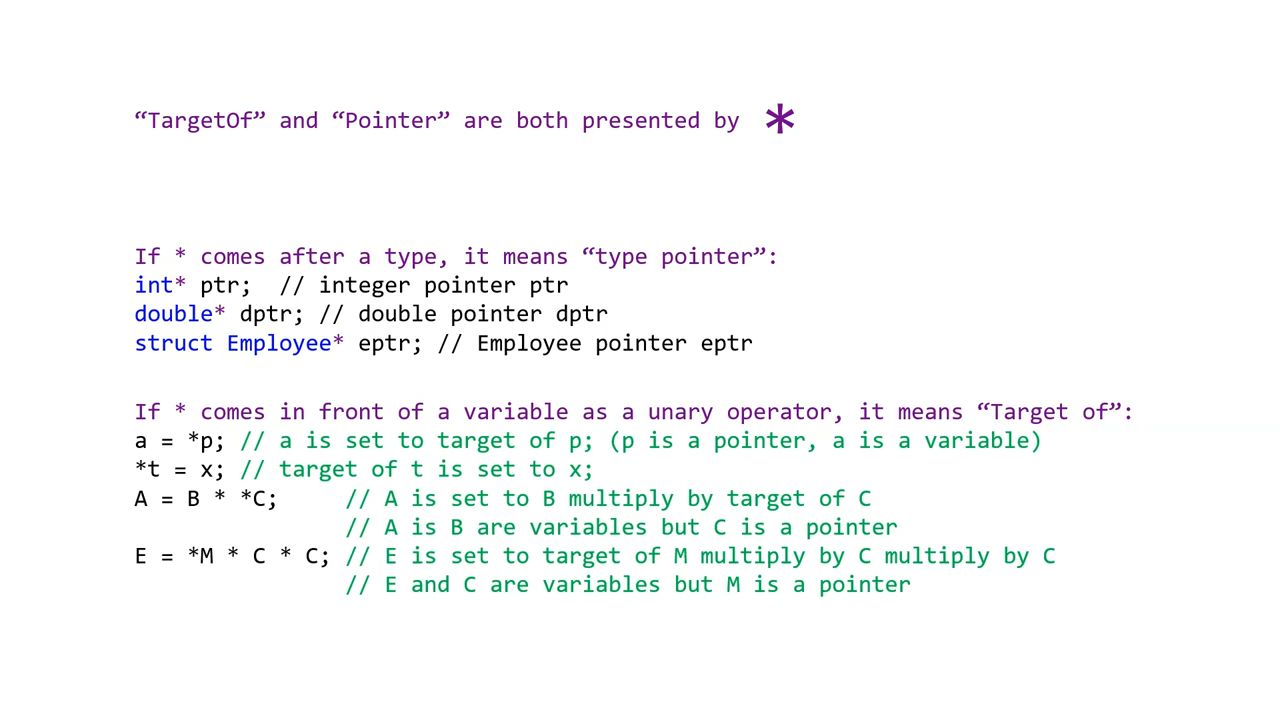 “TargetOf” and “Pointer” are both presented by *
If * comes after a type, it means “type pointer”:
int* ptr;  // integer pointer ptr
double* dptr; // double pointer dptr
struct Employee* eptr; // Employee pointer eptr
If * comes in front of a variable as a unary operator, it means “Target of”:
a = *p; // a is set to target of p; (p is a pointer, a is a variable)
*t = x; // target of t is set to x;
A = B * *C;     // A is set to B multiply by target of C
// A is B are variables but C is a pointer
E = *M * C * C; // E is set to target of M multiply by C multiply by C
// E and C are variables but M is a pointer